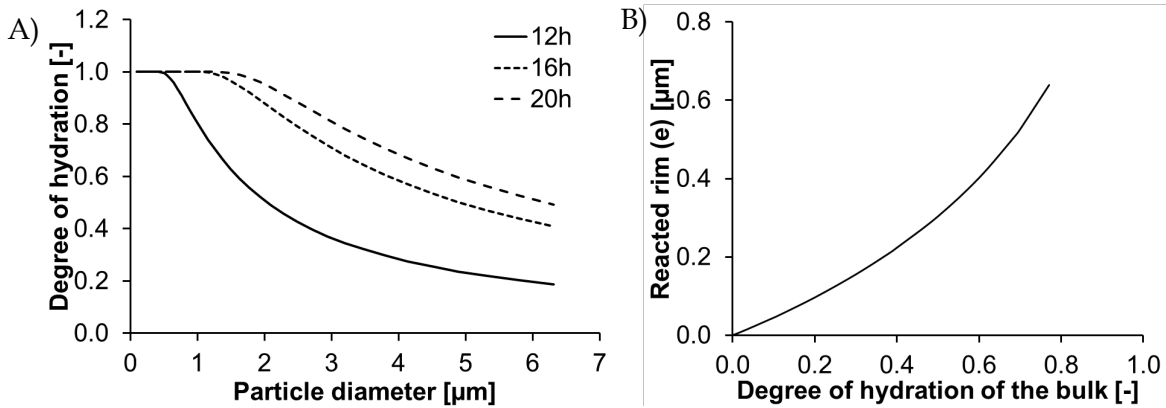 A)
Degree of hydration [-]
1.2
1.0
0.8
0.6
0.4
0.2
0.0
0 1 2 3 4 5 6 7
Particle diameter [µm]
12h
16h
20h
B)
Reacted rim (e) [µm]
0.8
0.6
0.4
0.2
0.0
0.0 0.2 0.4 0.6 0.8 1.0
Degree of hydration of the bulk [-]